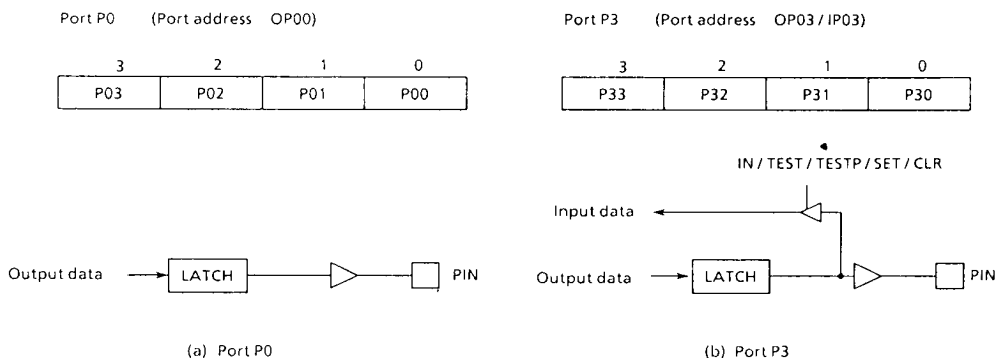 Port P0 (Port address OP00)
3 2 1 0
P03 P02 P01 P00
Output data LATCH PIN
(a) Port P0
Port P3 (Port address OP03 / IP03)
3 2 1 0
P33 P32 P31 P30
IN / TEST / TESTP / SET / CLR
Input data
Output data LATCH PIN
(b) Port P3